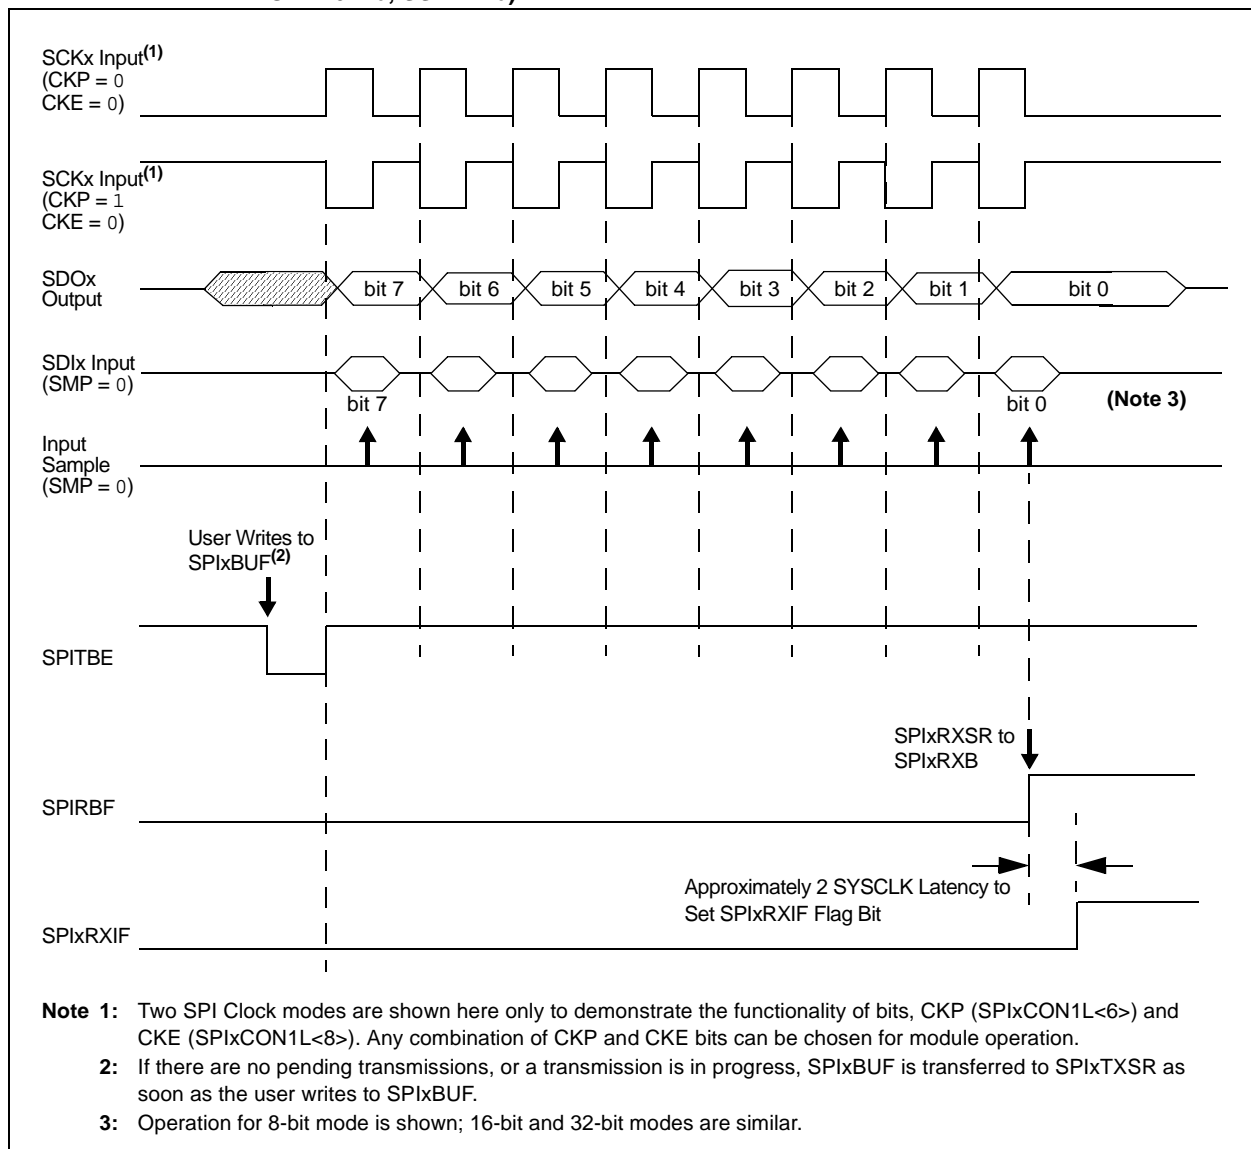 SCKx Input(1)
(CKP = 0
CKE = 0)
SCKx Input(1)
(CKP = 1
CKE = 0)
SDOx
Output
bit 7 bit 6 bit 5 bit 4 bit 3 bit 2 bit 1 bit 0
SDIx Input
(SMP = 0)
bit 7 bit 0 (Note 3)
Input
Sample
(SMP = 0)
User Writes to
SPIxBUF(2)
SPITBE
SPIxRXSR to
SPIxRXB
SPIRBF
Approximately 2 SYSCLK Latency to
Set SPIxRXIF Flag Bit
SPIxRXIF
Note 1: Two SPI Clock modes are shown here only to demonstrate the functionality of bits, CKP (SPIxCON1L<6>) and
CKE (SPIxCON1L<8>). Any combination of CKP and CKE bits can be chosen for module operation.
2: If there are no pending transmissions, or a transmission is in progress, SPIxBUF is transferred to SPIxTXSR as
soon as the user writes to SPIxBUF.
3: Operation for 8-bit mode is shown; 16-bit and 32-bit modes are similar.